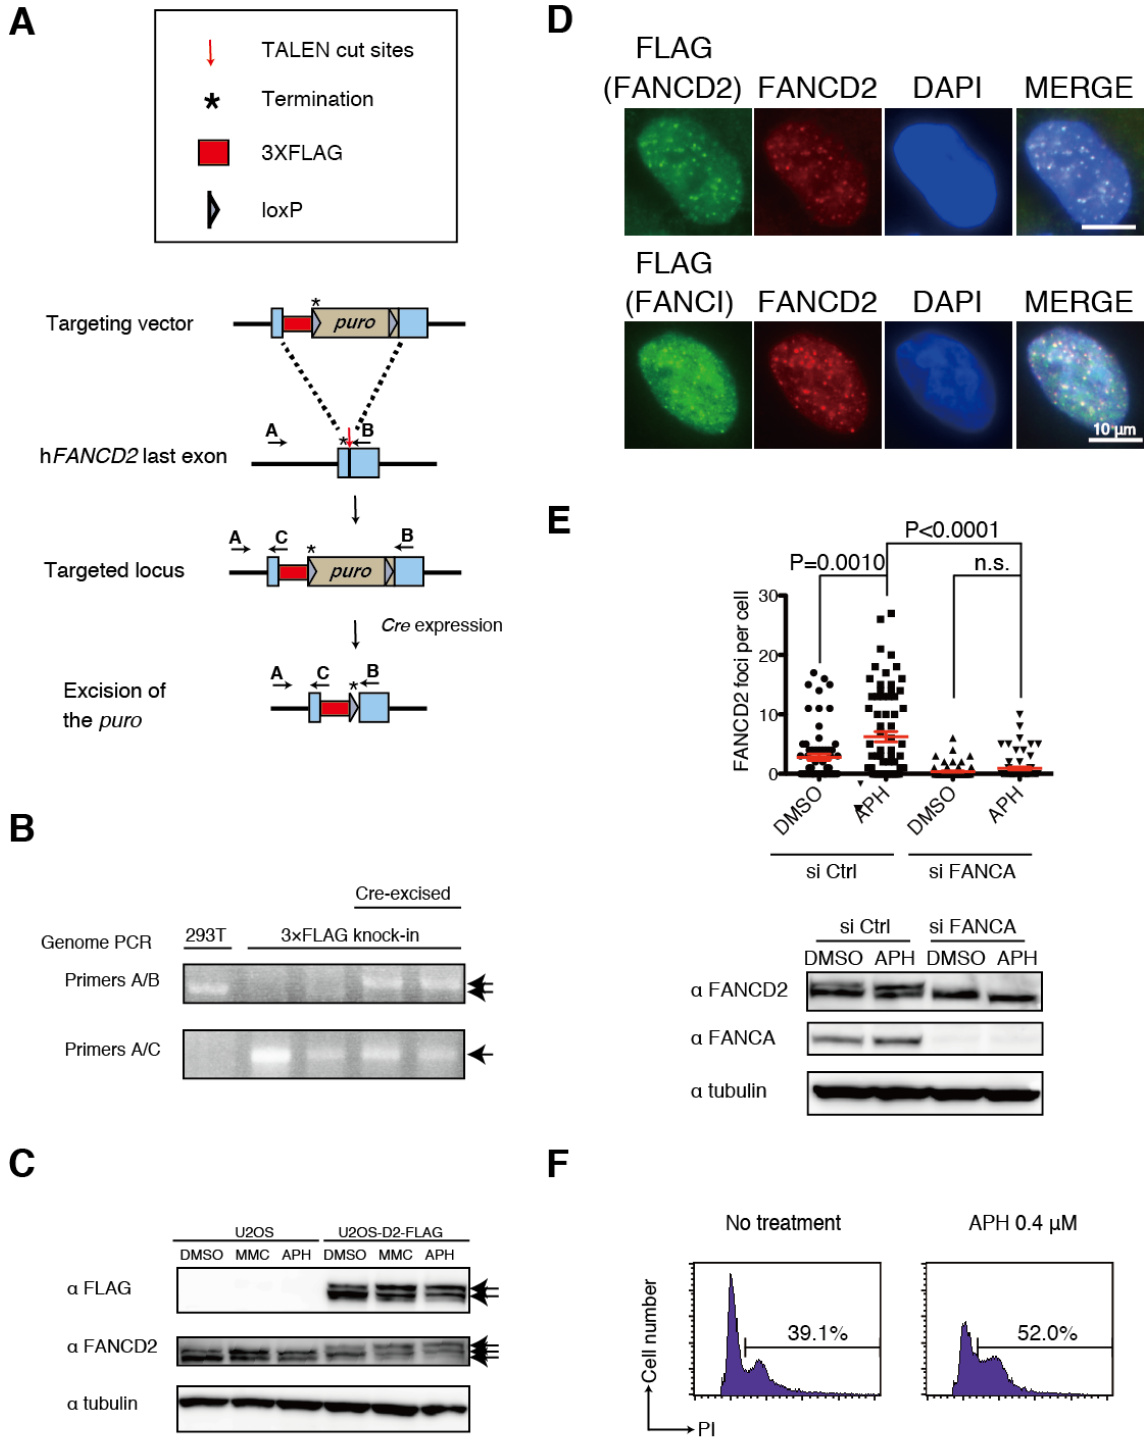 A
TALEN cut sites
* Termination
3XFLAG
loxP
Targeting vector
*
puro
A
* B
hFANCD2 last exon
A C * B
Targeted locus
puro
Cre expression
A C * B
Excision of
the puro
B
Cre-excised
Genome PCR
293T
3×FLAG knock-in
Primers A/B
Primers A/C
C
U2OS
U2OS-D2-FLAG
DMSO MMC APH DMSO MMC APH
α FLAG
α FANCD2
α tubulin
D
FLAG
(FANCD2) FANCD2 DAPI MERGE
FLAG
(FANCI) FANCD2 DAPI MERGE
10 μm
E
P<0.0001
P=0.0010
n.s.
FANCD2 foci per cell
30
20
10
0
DMSO APH DMSO APH
si Ctrl si FANCA
si Ctrl si FANCA
DMSO APH DMSO APH
α FANCD2
α FANCA
α tubulin
F
No treatment
APH 0.4 μM
Cell number
39.1%
52.0%
PI